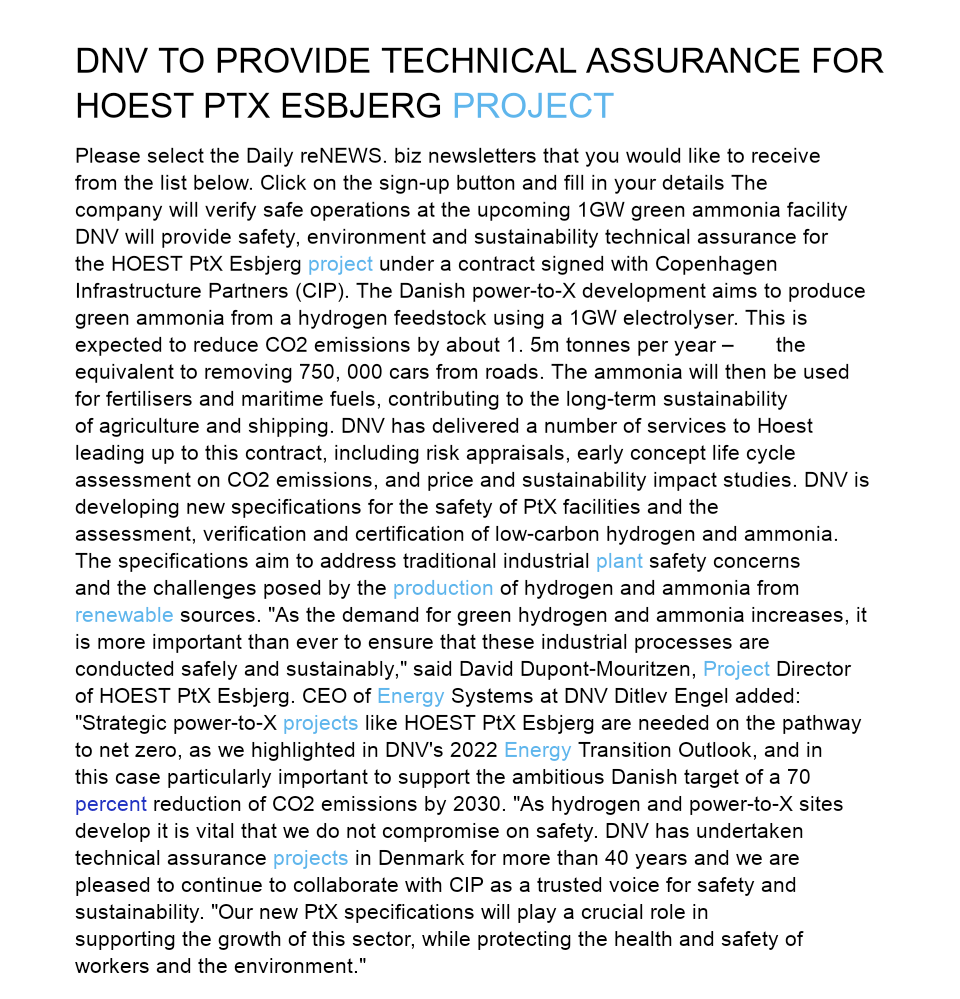 DNV TO PROVIDE TECHNICAL ASSURANCE FOR
HOEST PTX ESBJERG PROJECT
Please select the Daily reNEWS. biz newsletters that you would like to receive
from the list below. Click on the sign-up button and fill in your details The
company will verify safe operations at the upcoming 1GW green ammonia facility
DNV will provide safety, environment and sustainability technical assurance for
the HOEST PtX Esbjerg project under a contract signed with Copenhagen
Infrastructure Partners (CIP). The Danish power-to-X development aims to produce
green ammonia from a hydrogen feedstock using a 1GW electrolyser. This is
expected to reduce CO2 emissions by about 1. 5m tonnes per year – the
equivalent to removing 750, 000 cars from roads. The ammonia will then be used
for fertilisers and maritime fuels, contributing to the long-term sustainability
of agriculture and shipping. DNV has delivered a number of services to Hoest
leading up to this contract, including risk appraisals, early concept life cycle
assessment on CO2 emissions, and price and sustainability impact studies. DNV is
developing new specifications for the safety of PtX facilities and the
assessment, verification and certification of low-carbon hydrogen and ammonia.
The specifications aim to address traditional industrial plant safety concerns
and the challenges posed by the production of hydrogen and ammonia from
renewable sources. "As the demand for green hydrogen and ammonia increases, it
is more important than ever to ensure that these industrial processes are
conducted safely and sustainably," said David Dupont-Mouritzen, Project Director
of HOEST PtX Esbjerg. CEO of Energy Systems at DNV Ditlev Engel added:
"Strategic power-to-X projects like HOEST PtX Esbjerg are needed on the pathway
to net zero, as we highlighted in DNV's 2022 Energy Transition Outlook, and in
this case particularly important to support the ambitious Danish target of a 70
percent reduction of CO2 emissions by 2030. "As hydrogen and power-to-X sites
develop it is vital that we do not compromise on safety. DNV has undertaken
technical assurance projects in Denmark for more than 40 years and we are
pleased to continue to collaborate with CIP as a trusted voice for safety and
sustainability. "Our new PtX specifications will play a crucial role in
supporting the growth of this sector, while protecting the health and safety of
workers and the environment."